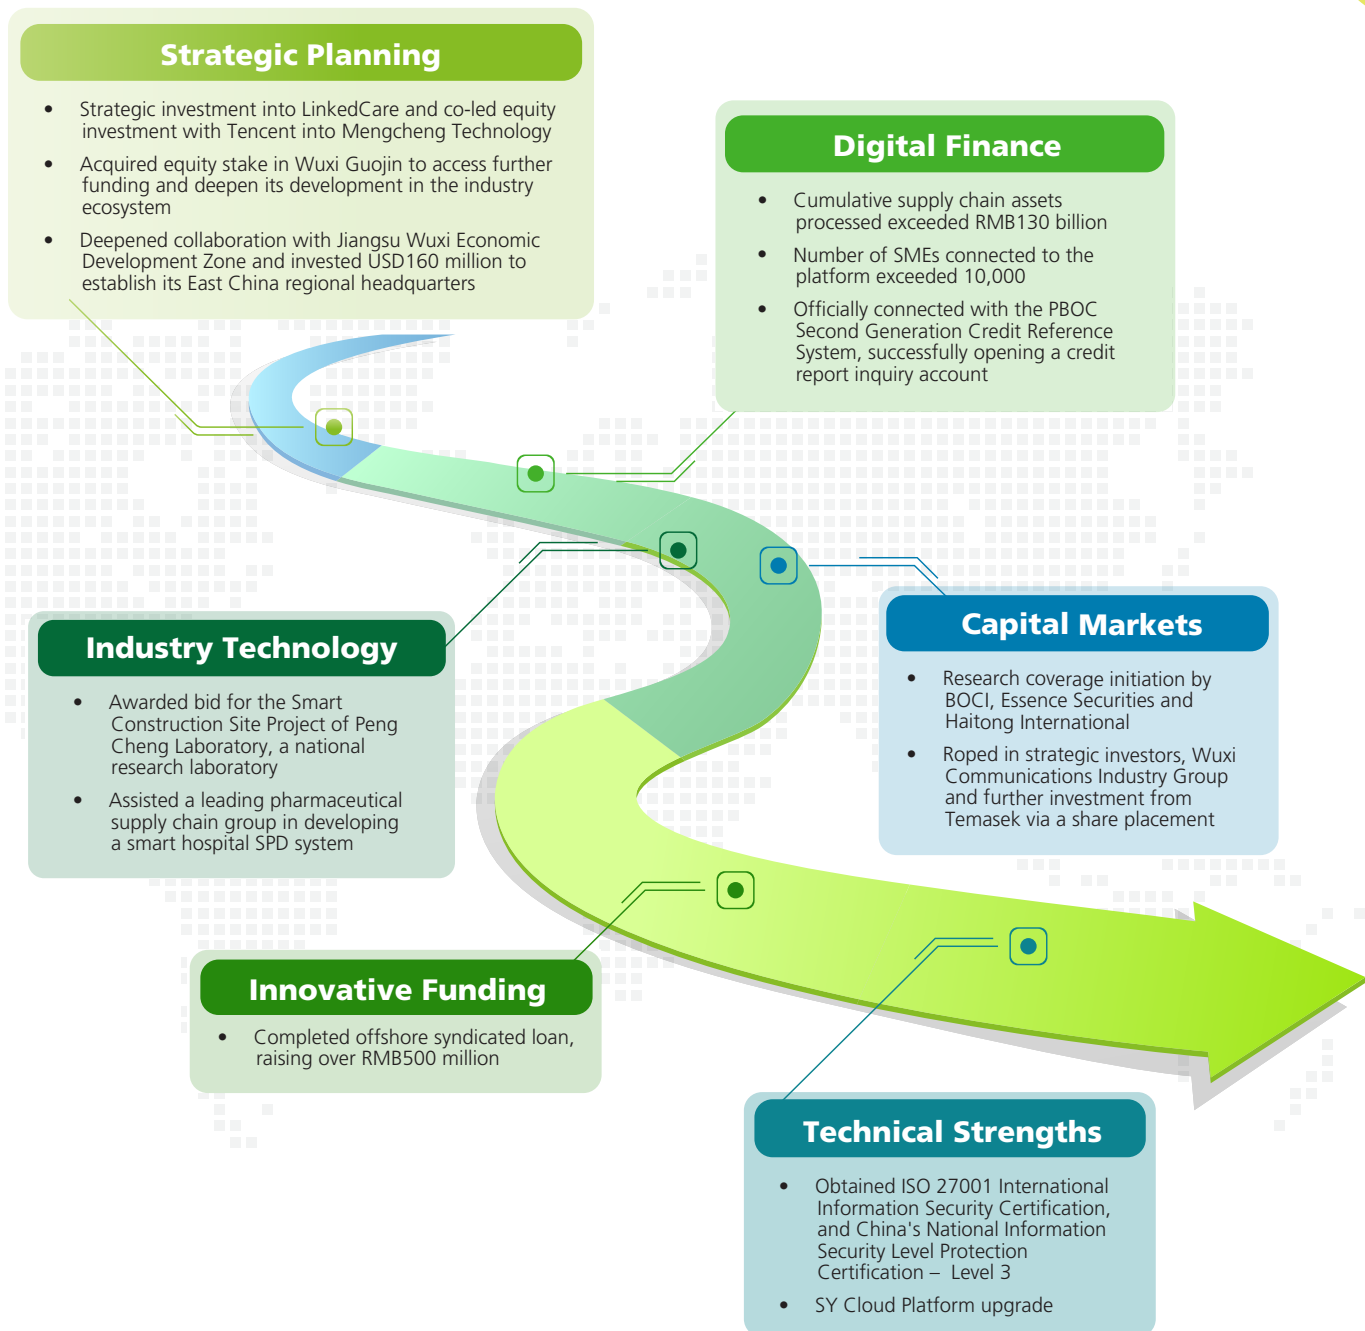 Strategic Planning
• Strategic investment into LinkedCare and co-led equity
investment with Tencent into Mengcheng Technology
• Acquired equity stake in Wuxi Guojin to access further
funding and deepen its development in the industry
ecosystem
• Deepened collaboration with Jiangsu Wuxi Economic
Development Zone and invested USD160 million to
establish its East China regional headquarters
Digital Finance
• Cumulative supply chain assets
processed exceeded RMB130 billion
• Number of SMEs connected to the
platform exceeded 10,000
• Officially connected with the PBOC
Second Generation Credit Reference
System, successfully opening a credit
report inquiry account
Industry Technology
• Awarded bid for the Smart
Construction Site Project of Peng
Cheng Laboratory, a national
research laboratory
• Assisted a leading pharmaceutical
supply chain group in developing
a smart hospital SPD system
Capital Markets
• Research coverage initiation by
BOCI, Essence Securities and
Haitong International
• Roped in strategic investors, Wuxi
Communications Industry Group
and further investment from
Temasek via a share placement
Innovative Funding
• Completed offshore syndicated loan,
raising over RMB500 million
Technical Strengths
• Obtained ISO 27001 International
Information Security Certification,
and China's National Information
Security Level Protection
Certification – Level 3
• SY Cloud Platform upgrade